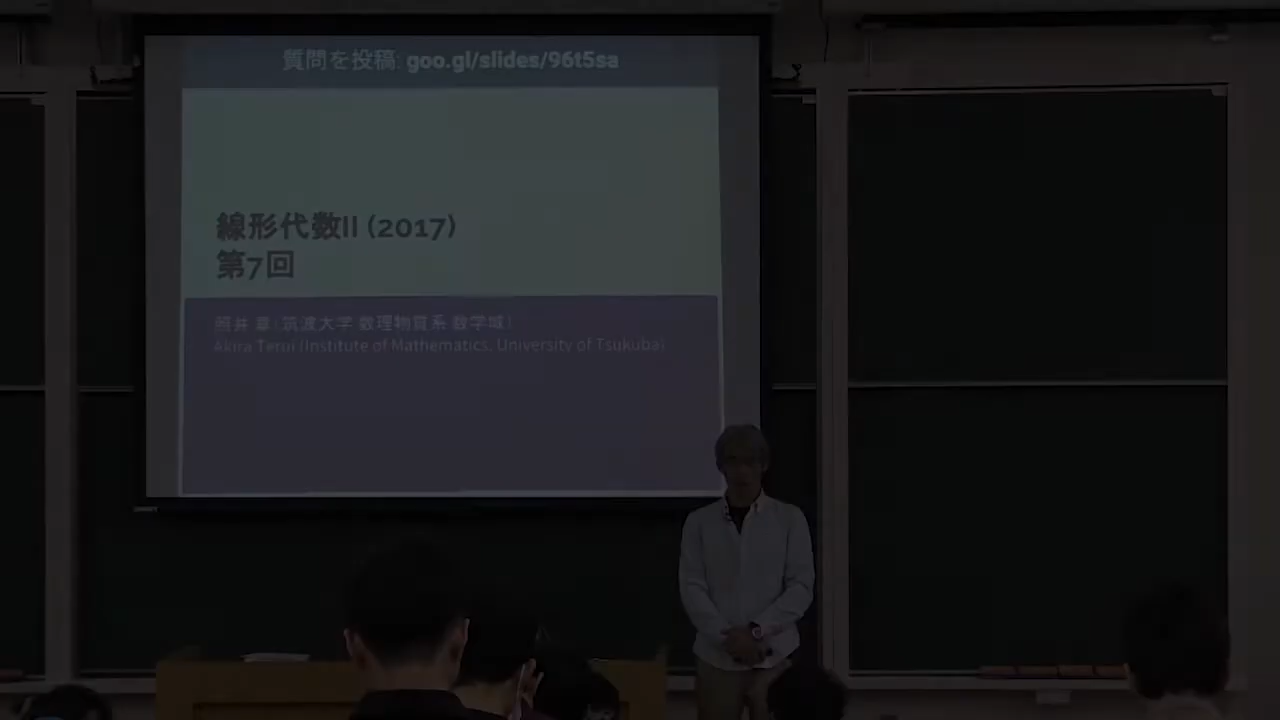 質問を投稿: goo.gl/slides/96t5sa
線形代数II (2017)
第7回
照井 章 (筑波大学 数理物質系 数学域)
Akira Terui (Institute of Mathematics, University of Tsukuba)